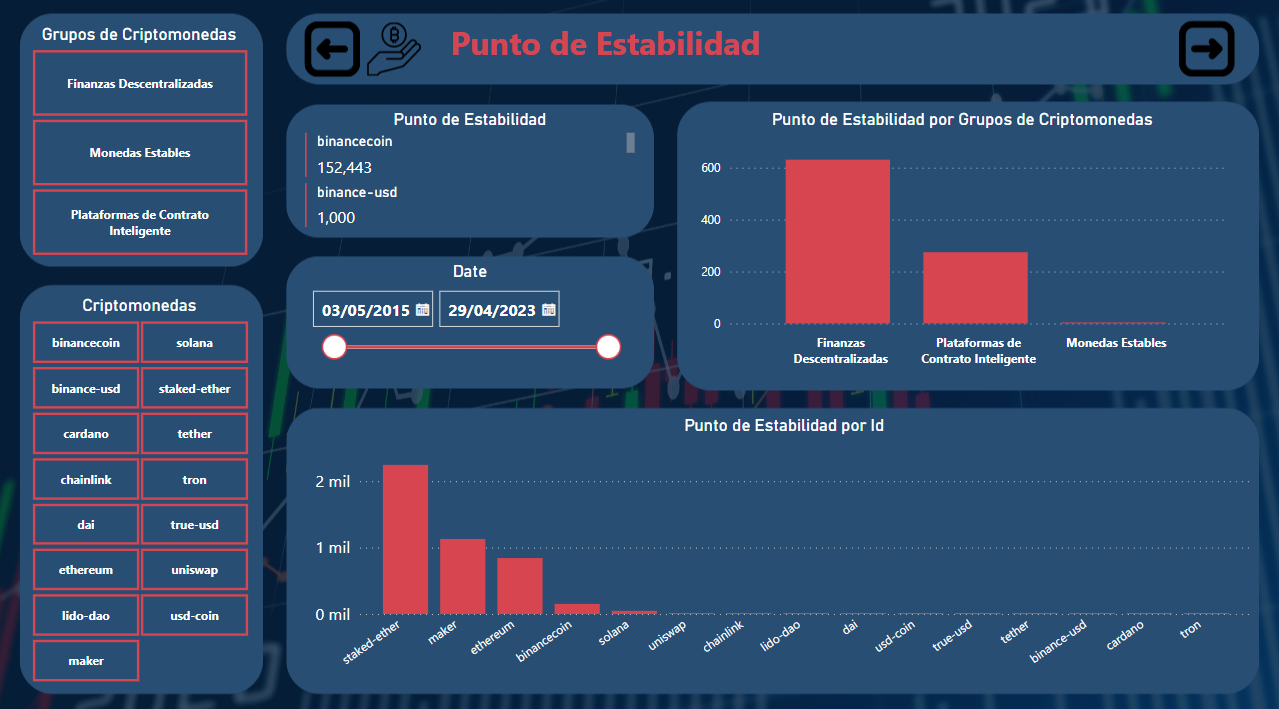 Grupos de Criptomonedas
Finanzas Descentralizadas
Monedas Estables
Plataformas de Contrato
Inteligente
Criptomonedas
binancecoin
solana
binance-usd
staked-ether
cardano
tether
chainlink
tron
dai
true-usd
ethereum
uniswap
lido-dao
usd-coin
maker
Punto de Estabilidad
Punto de Estabilidad
binancecoin
152,443
binance-usd
1,000
Date
03/05/2015
29/04/2023
Punto de Estabilidad por Grupos de Criptomonedas
600
400
200
0
Finanzas
Descentralizadas
Plataformas de
Contrato Inteligente
Monedas Estables
Punto de Estabilidad por Id
2 mil
1 mil
0 mil
staked-ether
maker
ethereum
binancecoin
solana
uniswap
chainlink
lido-dao
dai
usd-coin
true-usd
tether
binance-usd
cardano
tron